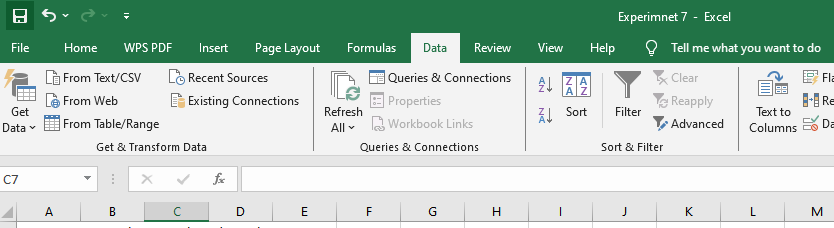 Experimnet 7 - Excel
File Home WPS PDF Insert Page Layout Formulas Data Review View Help Tell me what you want to do
From Text/CSV Recent Sources Queries & Connections Clear
Get Data From Web Existing Connections Refresh All Properties Sort Filter Reapply Text to Columns
From Table/Range Workbook Links Advanced
Get & Transform Data Queries & Connections Sort & Filter
C7 fx
A B C D E F G H I J K L M